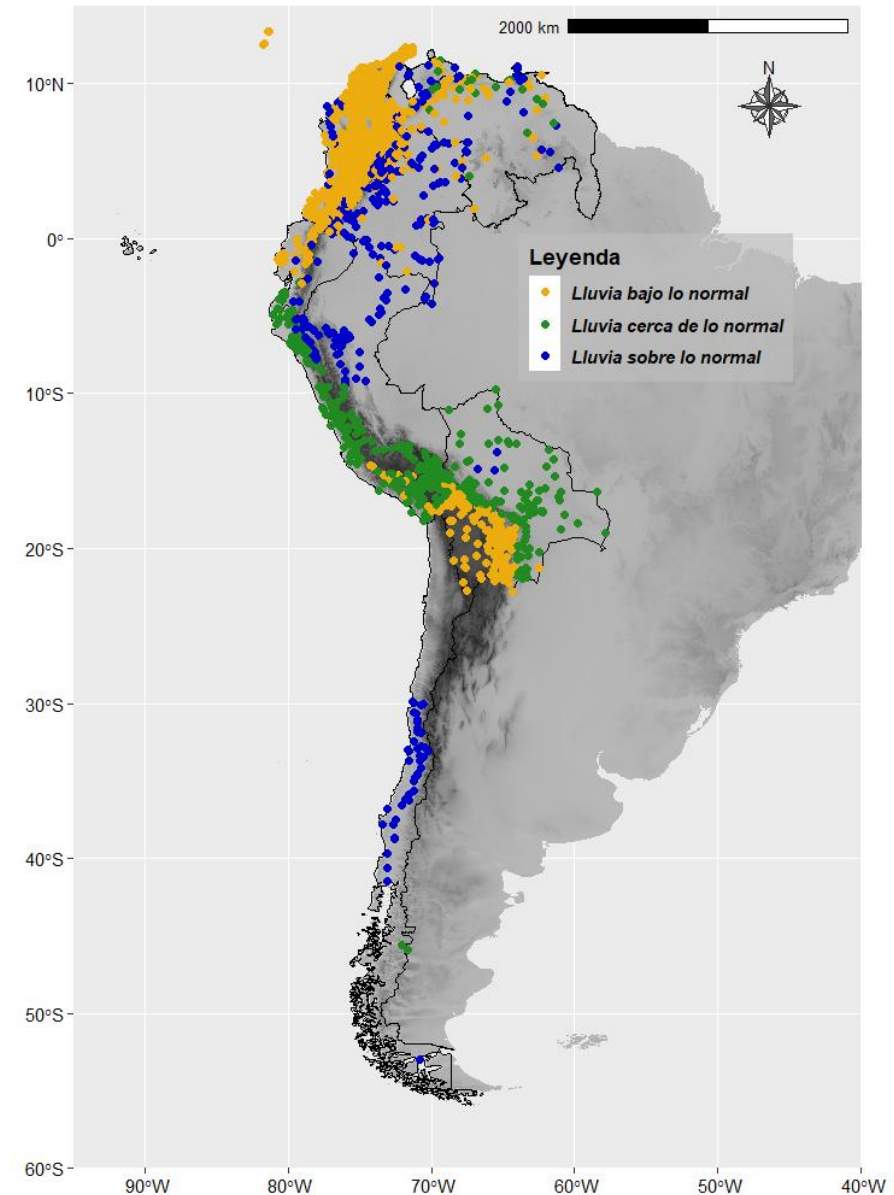 2000 km
N
10°N
0°
10°S
20°S
30°S
40°S
50°S
60°S
Leyenda
Lluvia bajo lo normal
Lluvia cerca de lo normal
Lluvia sobre lo normal
90°W 80°W 70°W 60°W 50°W 40°W